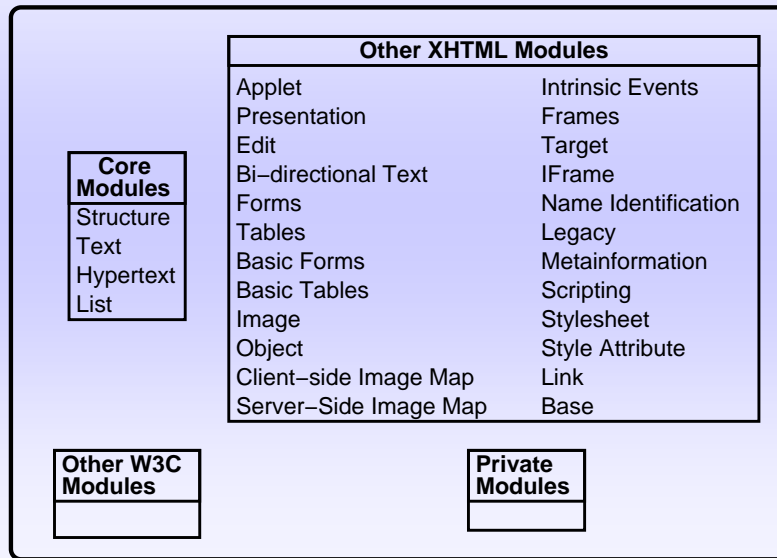 Other XHTML Modules
Applet
Presentation
Edit
Bi−directional Text
Forms
Tables
Basic Forms
Basic Tables
Image
Object
Client−side Image Map
Server−Side Image Map
Intrinsic Events
Frames
Target
IFrame
Name Identification
Legacy
Metainformation
Scripting
Stylesheet
Style Attribute
Link
Base
Core
Modules
Structure
Text
Hypertext
List
Other W3C
Modules
Private
Modules